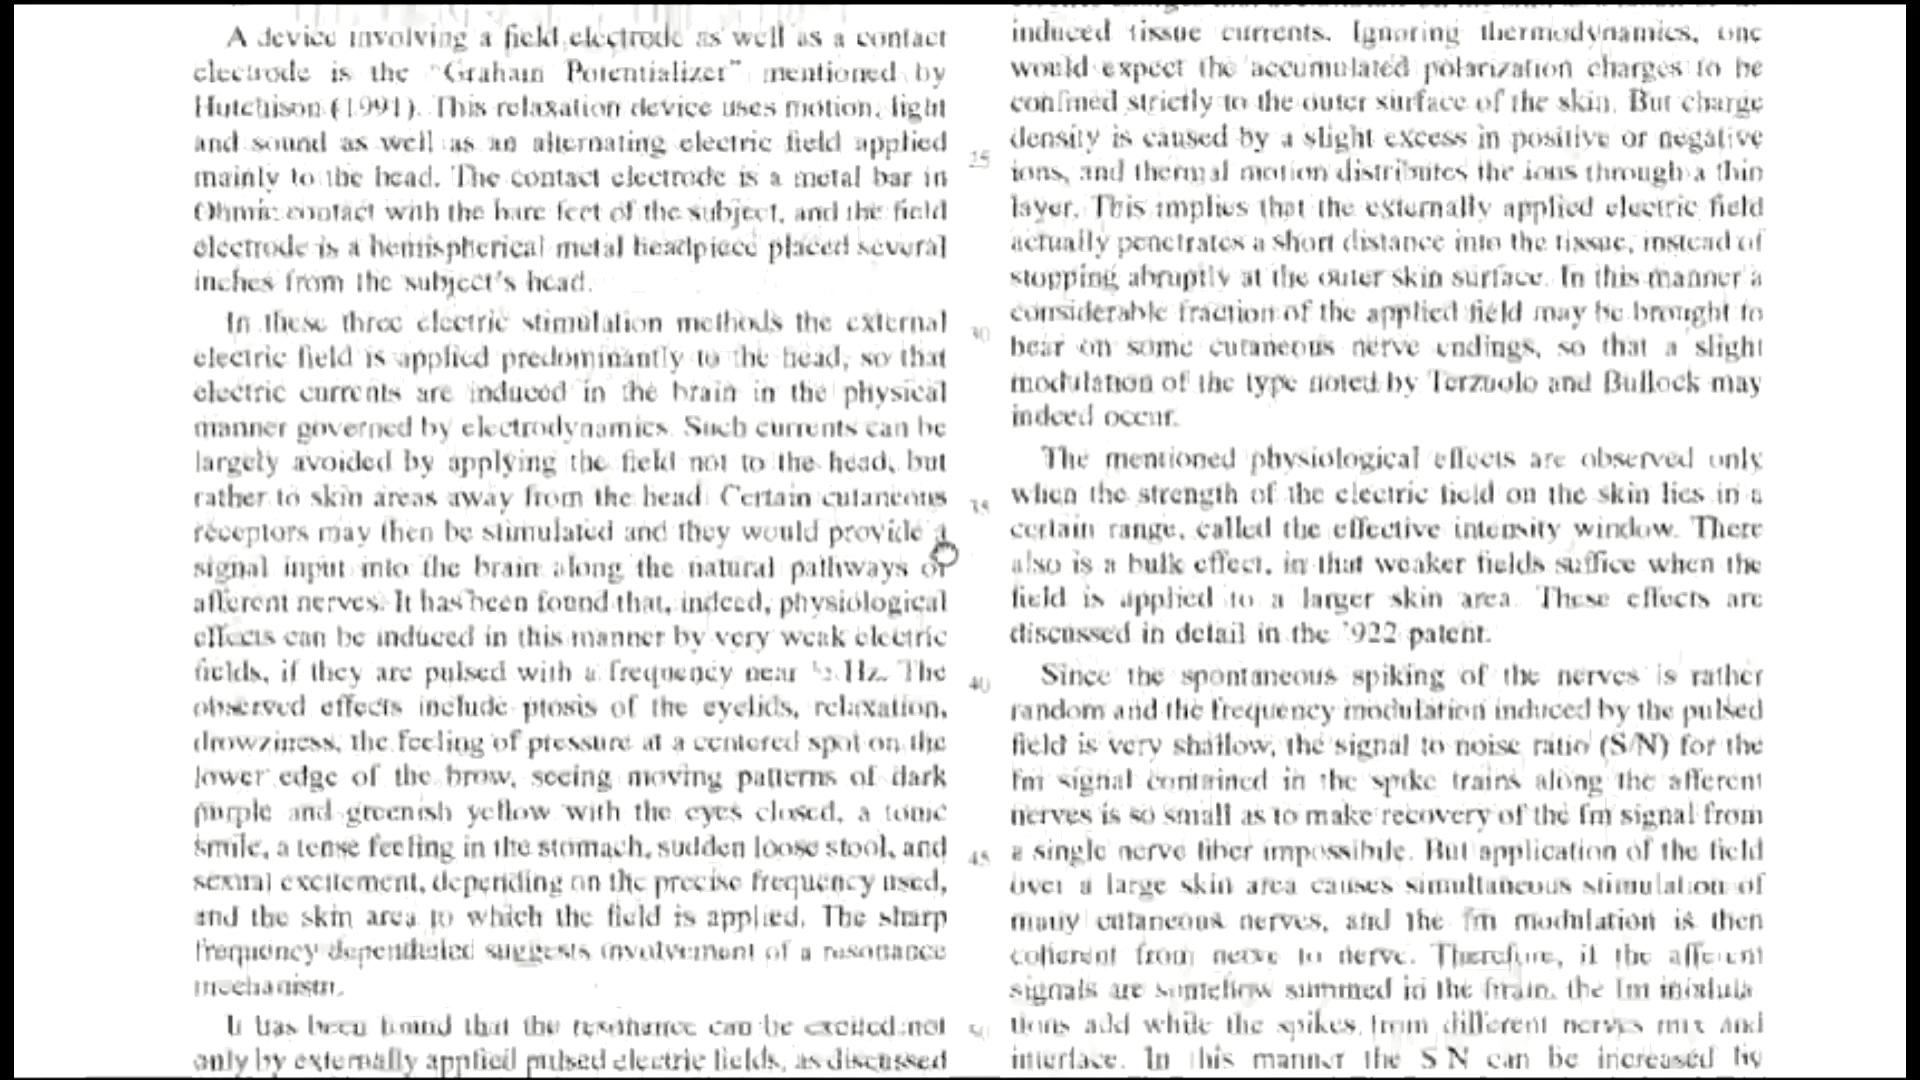 A device involving a field electrode as well as a contact
electrode is the "Graham Potentializer" mentioned by
Hutchison (1991). This relaxation device uses motion, light
and sound as well as an alternating electric field applied
mainly to the head. The contact electrode is a metal bar in
Ohmic contact with the bare feet of the subject, and the field
electrode is a hemispherical metal headpiece placed several
inches from the subject's head.
In these three electric stimulation methods the external
electric field is applied predominantly to the head, so that
electric currents are induced in the brain in the physical
manner governed by electrodynamics. Such currents can be
largely avoided by applying the field not to the head, but
rather to skin areas away from the head. Certain cutaneous
receptors may then be stimulated and they would provide a
signal input into the brain along the natural pathways of
afferent nerves. It has been found that, indeed, physiological
effects can be induced in this manner by very weak electric
fields, if they are pulsed with a frequency near ½ Hz. The
observed effects include ptosis of the eyelids, relaxation,
drowziness, the feeling of pressure at a centered spot on the
lower edge of the brow, seeing moving patterns of dark
purple and greenish yellow with the eyes closed, a tonic
smile, a tense feeling in the stomach, sudden loose stool, and
sexual excitement, depending on the precise frequency used,
and the skin area to which the field is applied. The sharp
frequency suggests involvement of a resonance
mechanism.
It has been found that the resonance can be excited not
only by externally applied pulsed electric fields, as discussed
25
30
35
40
45
50
induced tissue currents. Ignoring thermodynamics, one
would expect the accumulated polarization charges to be
confined strictly to the outer surface of the skin. But charge
density is caused by a slight excess in positive or negative
ions, and thermal motion distributes the ions through a thin
layer. This implies that the externally applied electric field
actually penetrates a short distance into the tissue, instead of
stopping abruptly at the outer skin surface. In this manner a
considerable fraction of the applied field may be brought to
bear on some cutaneous nerve endings, so that a slight
modulation of the type noted by Terzuolo and Bullock may
indeed occur.
The mentioned physiological effects are observed only
when the strength of the electric field on the skin lies in a
certain range, called the effective intensity window. There
also is a bulk effect, in that weaker fields suffice when the
field is applied to a larger skin area. These effects are
discussed in detail in the '922 patent.
Since the spontaneous spiking of the nerves is rather
random and the frequency modulation induced by the pulsed
field is very shallow, the signal to noise ratio (S/N) for the
fm signal contained in the spike trains along the afferent
nerves is so small as to make recovery of the fm signal from
a single nerve fiber impossibile. But application of the field
over a large skin area causes simultaneous stimulation of
many cutaneous nerves, and the fm modulation is then
coherent from nerve to nerve. Therefore, if the afferent
signals are somehow summed in the brain, the fm modula-
tions add while the spikes from different nerves mix and
interlace. In this manner the S/N can be increased by